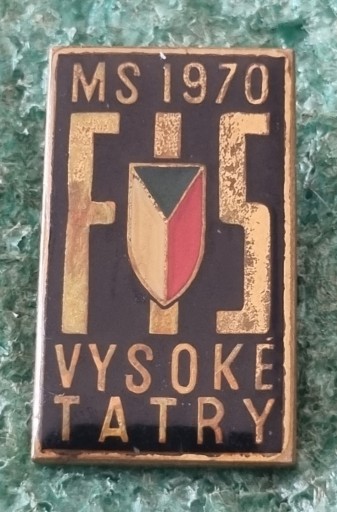 MS 1970
FIS
VYSOKÉ
TATRY